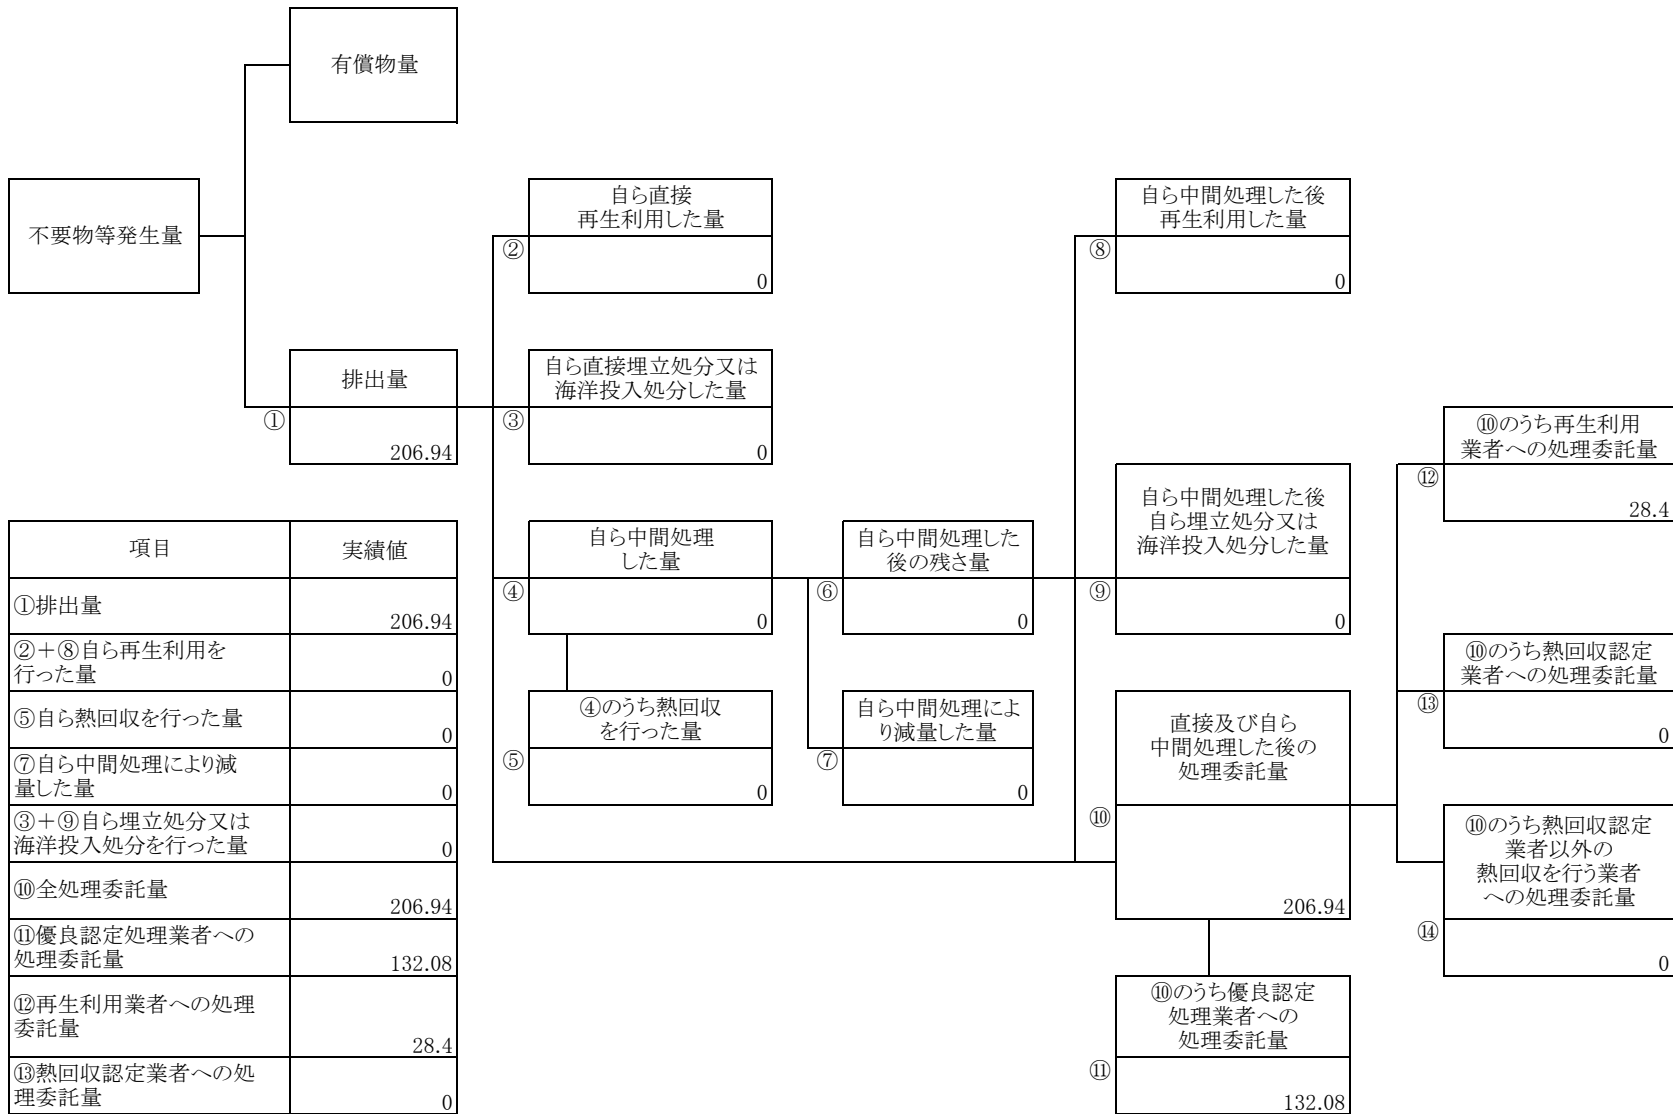 有償物量
不要物等発生量
自ら直接
再生利用した量
②
0
自ら中間処理した後
再生利用した量
⑧
0
排出量
①
206.94
自ら直接埋立処分又は
海洋投入処分した量
③
0
⑩のうち再生利用
業者への処理委託量
⑫
28.4
自ら中間処理
した量
④
0
自ら中間処理した
後の残さ量
⑥
0
自ら中間処理した後
自ら埋立処分又は
海洋投入処分した量
⑨
0
⑩のうち熱回収認定
業者への処理委託量
⑬
0
④のうち熱回収
を行った量
⑤
0
自ら中間処理によ
り減量した量
⑦
0
直接及び自ら
中間処理した後の
処理委託量
⑩
206.94
⑩のうち熱回収認定
業者以外の
熱回収を行う業者
への処理委託量
⑭
0
⑩のうち優良認定
処理業者への
処理委託量
⑪
132.08
項目 実績値
①排出量
206.94
②＋⑧自ら再生利用を
行った量
0
⑤自ら熱回収を行った量
0
⑦自ら中間処理により減
量した量
0
③＋⑨自ら埋立処分又は
海洋投入処分を行った量
0
⑩全処理委託量
206.94
⑪優良認定処理業者への
処理委託量
132.08
⑫再生利用業者への処理
委託量
28.4
⑬熱回収認定業者への処
理委託量
0